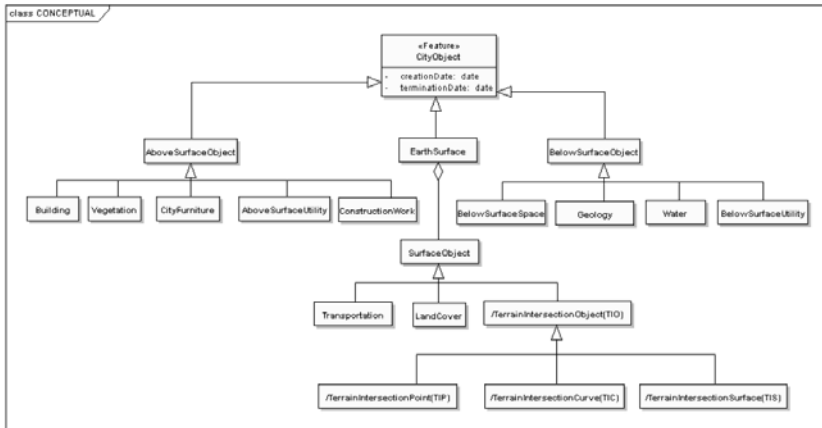 class CONCEPTUAL
«Feature»
CityObject
- creationDate: date
- terminationDate: date
AboveSurfaceObject
EarthSurface
BelowSurfaceObject
Building
Vegetation
CityFurniture
AboveSurfaceUtility
ConstructionWork
BelowSurfaceSpace
Geology
Water
BelowSurfaceUtility
SurfaceObject
Transportation
LandCover
/TerrainIntersectionObject(TIO)
/TerrainIntersectionPoint(TIP)
/TerrainIntersectionCurve(TIC)
/TerrainIntersectionSurface(TIS)